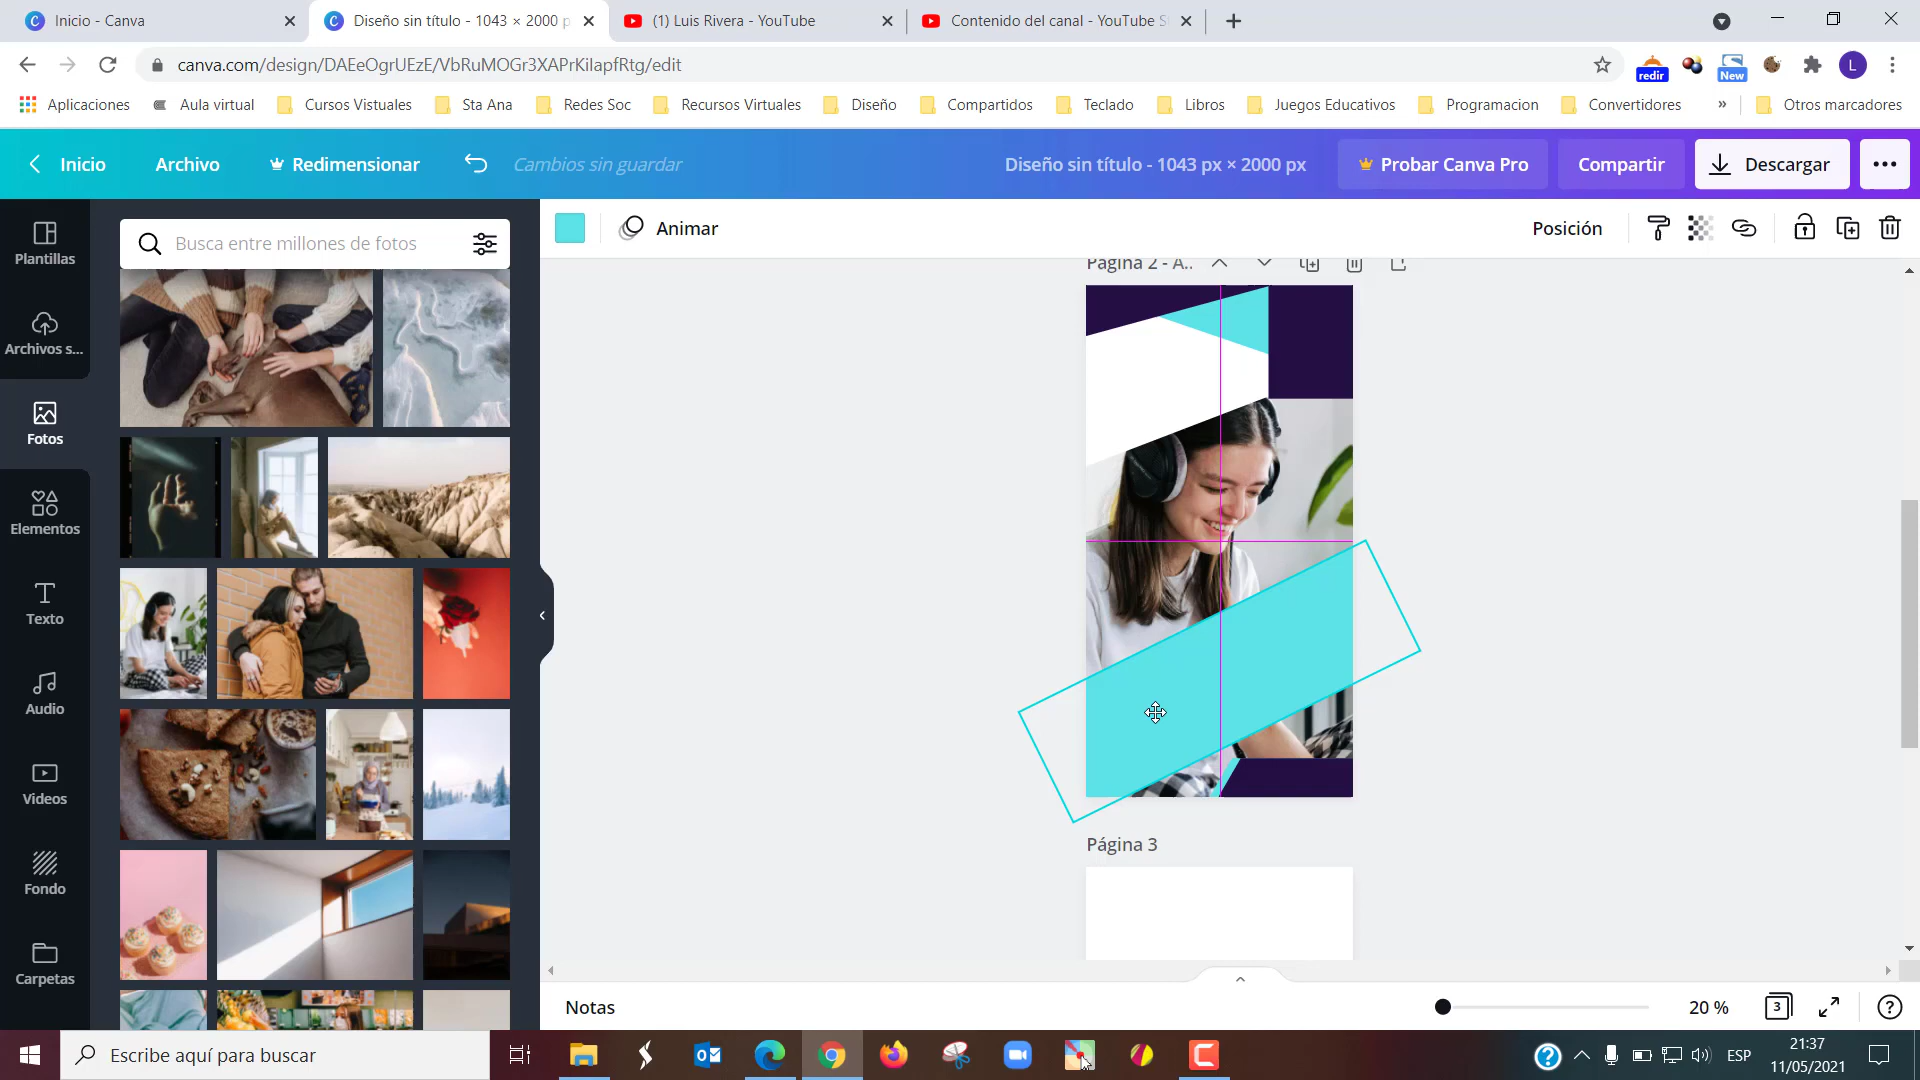 Inicio - Canva
Diseño sin título - 1043 × 2000 p
(1) Luis Rivera - YouTube
Contenido del canal - YouTube S
canva.com/design/DAEeOgrUEzE/VbRuMOGr3XAPrKiIapfRtg/edit
redir
New
L
Aplicaciones
Aula virtual
Cursos Vistuales
Sta Ana
Redes Soc
Recursos Virtuales
Diseño
Compartidos
Teclado
Libros
Juegos Educativos
Programacion
Convertidores
»
Otros marcadores
Inicio
Archivo
Redimensionar
Cambios sin guardar
Diseño sin título - 1043 px × 2000 px
Probar Canva Pro
Compartir
Descargar
Plantillas
Archivos s...
Fotos
Elementos
Texto
Audio
Videos
Fondo
Carpetas
Busca entre millones de fotos
Animar
Posición
Página 2 - A..
Página 3
Notas
20 %
3
Escribe aquí para buscar
ESP
21:37
11/05/2021